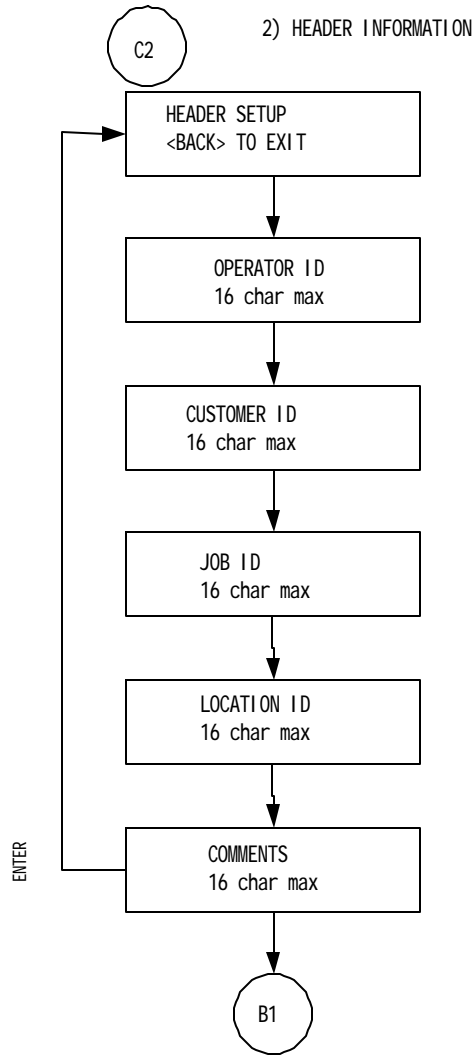 2) HEADER INFORMATION
C2
HEADER SETUP
<BACK> TO EXIT
OPERATOR ID
16 char max
CUSTOMER ID
16 char max
JOB ID
16 char max
LOCATION ID
16 char max
COMMENTS
16 char max
ENTER
B1